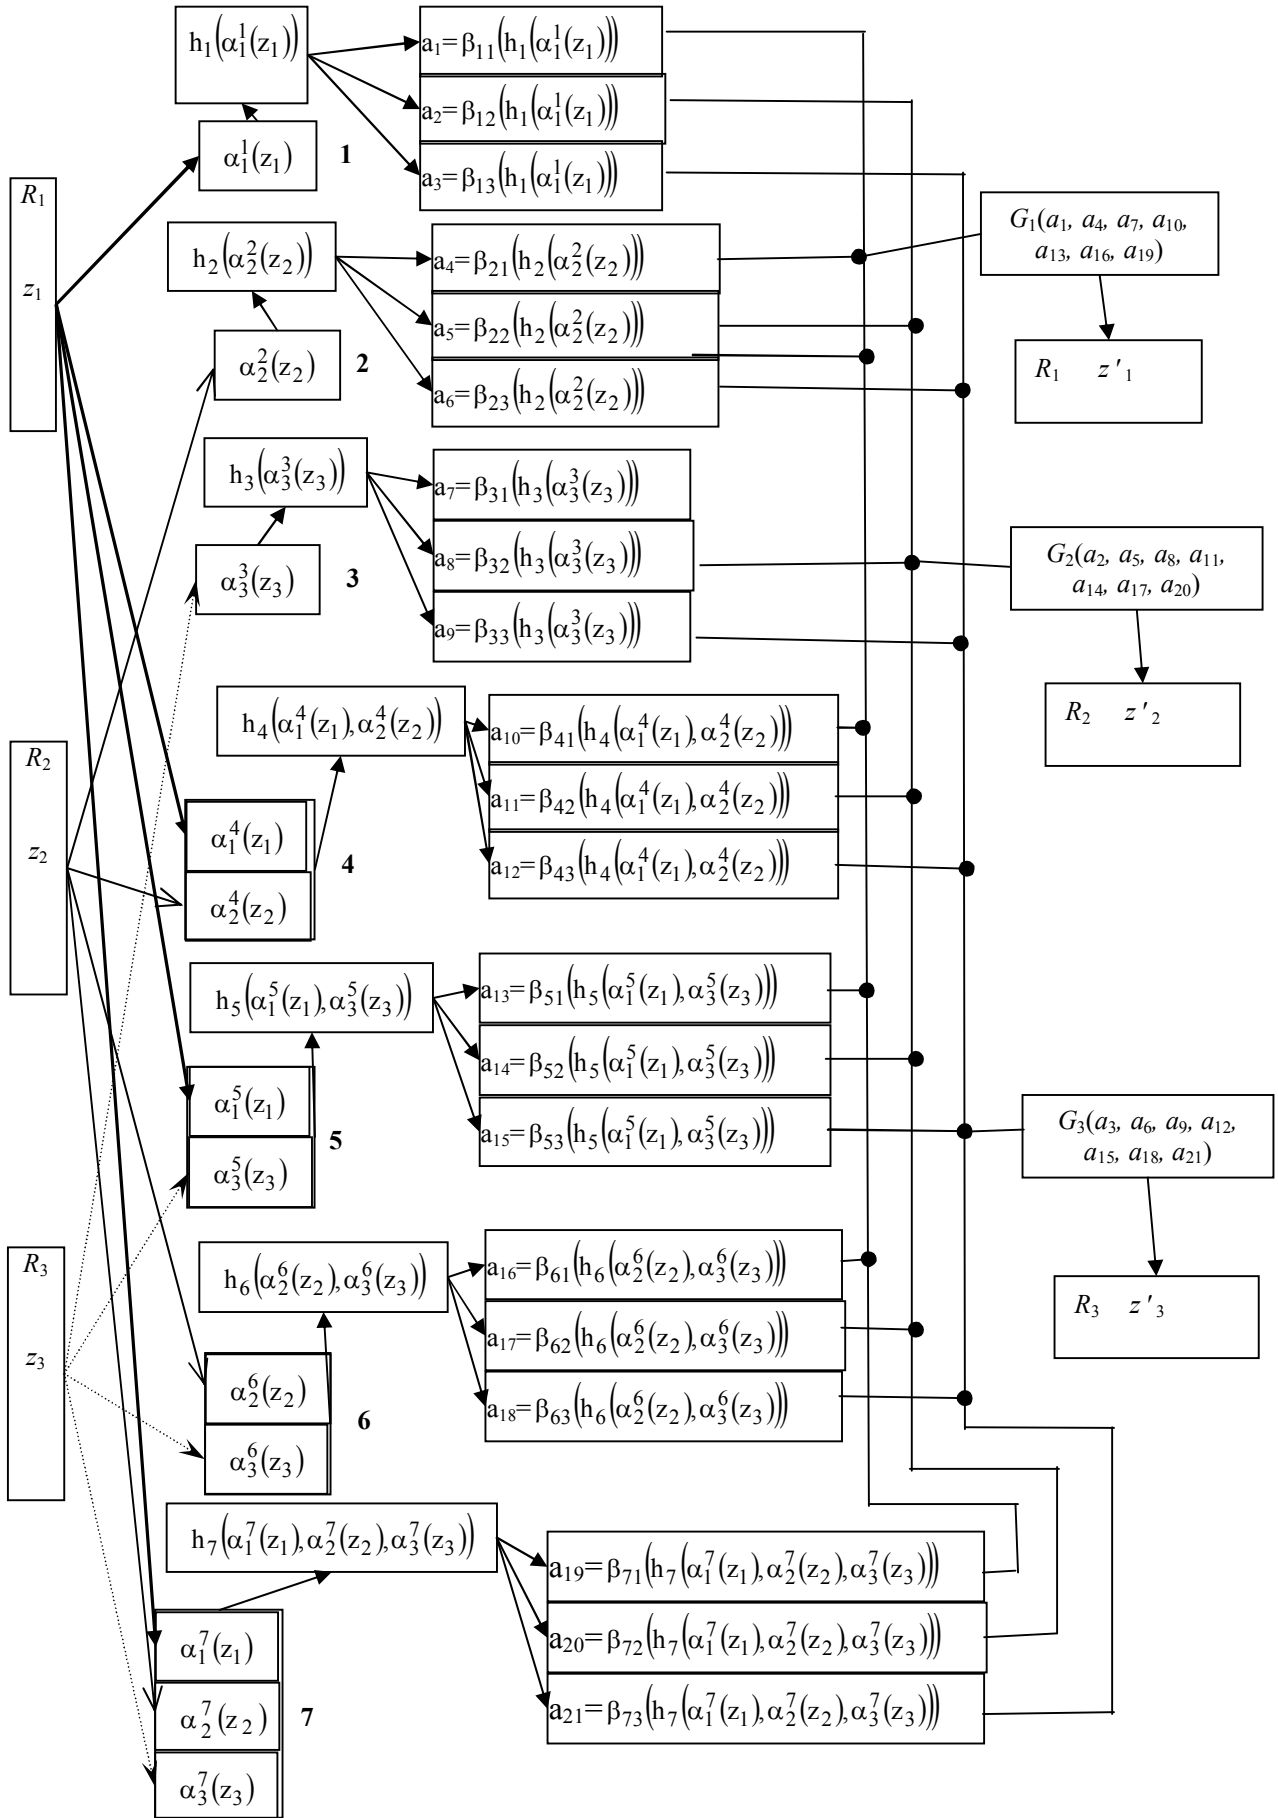 h₁(α₁¹(z₁))
a₁=β₁₁(h₁(α₁¹(z₁)))
a₂=β₁₂(h₁(α₁¹(z₁)))
a₃=β₁₃(h₁(α₁¹(z₁)))
α₁¹(z₁)
1
R₁
z₁
h₂(α₂²(z₂))
a₄=β₂₁(h₂(α₂²(z₂)))
a₅=β₂₂(h₂(α₂²(z₂)))
a₆=β₂₃(h₂(α₂²(z₂)))
α₂²(z₂)
2
G₁(a₁, a₄, a₇, a₁₀,
a₁₃, a₁₆, a₁₉)
R₁ z'₁
h₃(α₃³(z₃))
a₇=β₃₁(h₃(α₃³(z₃)))
a₈=β₃₂(h₃(α₃³(z₃)))
a₉=β₃₃(h₃(α₃³(z₃)))
α₃³(z₃)
3
G₂(a₂, a₅, a₈, a₁₁,
a₁₄, a₁₇, a₂₀)
R₂ z'₂
R₂
z₂
h₄(α₁⁴(z₁),α₂⁴(z₂))
a₁₀=β₄₁(h₄(α₁⁴(z₁),α₂⁴(z₂)))
a₁₁=β₄₂(h₄(α₁⁴(z₁),α₂⁴(z₂)))
a₁₂=β₄₃(h₄(α₁⁴(z₁),α₂⁴(z₂)))
α₁⁴(z₁)
α₂⁴(z₂)
4
h₅(α₁⁵(z₁),α₃⁵(z₃))
a₁₃=β₅₁(h₅(α₁⁵(z₁),α₃⁵(z₃)))
a₁₄=β₅₂(h₅(α₁⁵(z₁),α₃⁵(z₃)))
a₁₅=β₅₃(h₅(α₁⁵(z₁),α₃⁵(z₃)))
α₁⁵(z₁)
α₃⁵(z₃)
5
G₃(a₃, a₆, a₉, a₁₂,
a₁₅, a₁₈, a₂₁)
R₃ z'₃
R₃
z₃
h₆(α₂⁶(z₂),α₃⁶(z₃))
a₁₆=β₆₁(h₆(α₂⁶(z₂),α₃⁶(z₃)))
a₁₇=β₆₂(h₆(α₂⁶(z₂),α₃⁶(z₃)))
a₁₈=β₆₃(h₆(α₂⁶(z₂),α₃⁶(z₃)))
α₂⁶(z₂)
α₃⁶(z₃)
6
h₇(α₁⁷(z₁),α₂⁷(z₂),α₃⁷(z₃))
a₁₉=β₇₁(h₇(α₁⁷(z₁),α₂⁷(z₂),α₃⁷(z₃)))
a₂₀=β₇₂(h₇(α₁⁷(z₁),α₂⁷(z₂),α₃⁷(z₃)))
a₂₁=β₇₃(h₇(α₁⁷(z₁),α₂⁷(z₂),α₃⁷(z₃)))
α₁⁷(z₁)
α₂⁷(z₂)
α₃⁷(z₃)
7